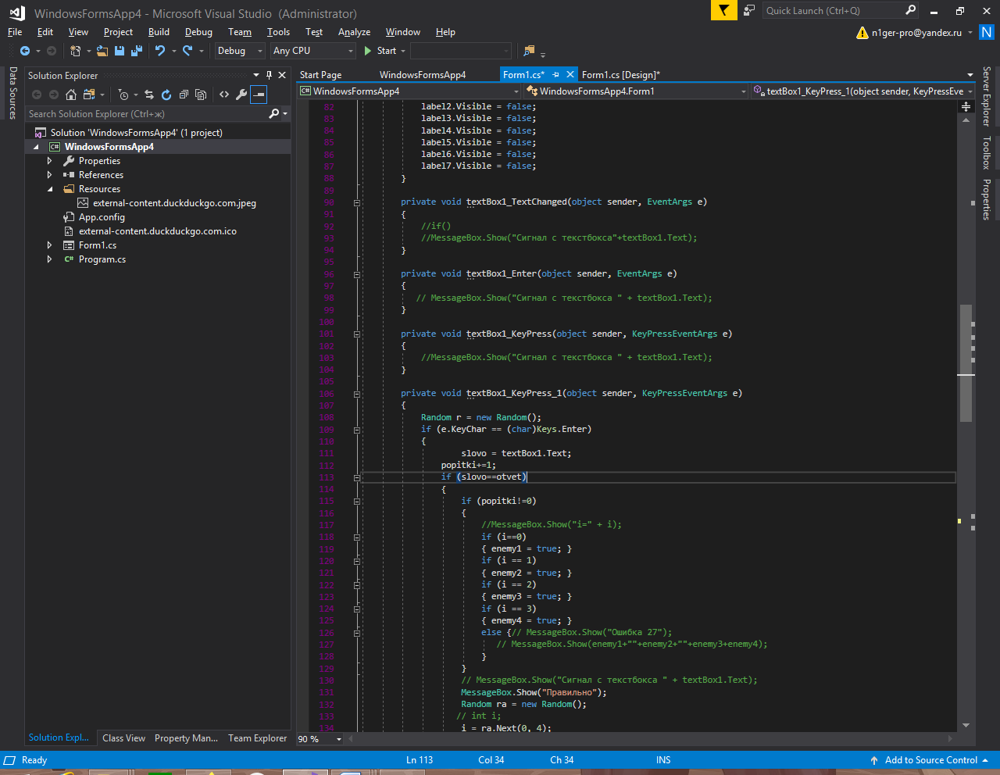 WindowsFormsApp4 - Microsoft Visual Studio (Administrator)
Quick Launch (Ctrl+Q)
File Edit View Project Build Debug Team Tools Test Analyze Window Help
n1ger-pro@yandex.ru N
Debug Any CPU Start
Data Sources
Solution Explorer
Search Solution Explorer (Ctrl+ж)
Solution 'WindowsFormsApp4' (1 project)
C# WindowsFormsApp4
Properties
References
Resources
external-content.duckduckgo.com.jpeg
App.config
external-content.duckduckgo.com.ico
Form1.cs
C# Program.cs
Solution Expl... Class View Property Man... Team Explorer
Start Page WindowsFormsApp4 Form1.cs* Form1.cs [Design]*
C# WindowsFormsApp4 WindowsFormsApp4.Form1 textBox1_KeyPress_1(object sender, KeyPressEve
82 label2.Visible = false;
83 label3.Visible = false;
84 label4.Visible = false;
85 label5.Visible = false;
86 label6.Visible = false;
87 label7.Visible = false;
88 }
89
90 private void textBox1_TextChanged(object sender, EventArgs e)
91 {
92 //if()
93 //MessageBox.Show("Сигнал с текстбокса"+textBox1.Text);
94 }
95
96 private void textBox1_Enter(object sender, EventArgs e)
97 {
98 // MessageBox.Show("Сигнал с текстбокса " + textBox1.Text);
99 }
100
101 private void textBox1_KeyPress(object sender, KeyPressEventArgs e)
102 {
103 //MessageBox.Show("Сигнал с текстбокса " + textBox1.Text);
104 }
105
106 private void textBox1_KeyPress_1(object sender, KeyPressEventArgs e)
107 {
108 Random r = new Random();
109 if (e.KeyChar == (char)Keys.Enter)
110 {
111 slovo = textBox1.Text;
112 popitki+=1;
113 if (slovo==otvet)
114 {
115 if (popitki!=0)
116 {
117 //MessageBox.Show("i=" + i);
118 if (i==0)
119 { enemy1 = true; }
120 if (i == 1)
121 { enemy2 = true; }
122 if (i == 2)
123 { enemy3 = true; }
124 if (i == 3)
125 { enemy4 = true; }
126 else {// MessageBox.Show("Ошибка 27");
127 // MessageBox.Show(enemy1+""+enemy2+""+enemy3+enemy4);
128 }
129 }
130 // MessageBox.Show("Сигнал с текстбокса " + textBox1.Text);
131 MessageBox.Show("Правильно");
132 Random ra = new Random();
133 // int i;
134 i = ra.Next(0, 4);
90 %
Server Explorer
Toolbox
Properties
Ready Ln 113 Col 34 Ch 34 INS Add to Source Control